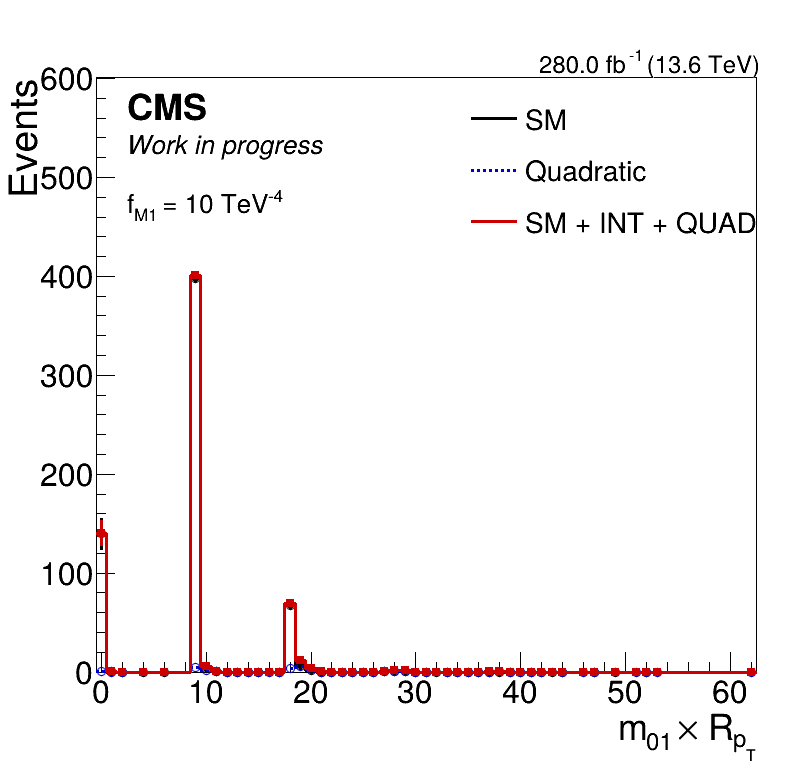 280.0 fb⁻¹ (13.6 TeV)
CMS
Work in progress
f_M1 = 10 TeV⁻⁴
SM
Quadratic
SM + INT + QUAD
Events
600
500
400
300
200
100
0
0 10 20 30 40 50 60
m₀₁ × R_p_T